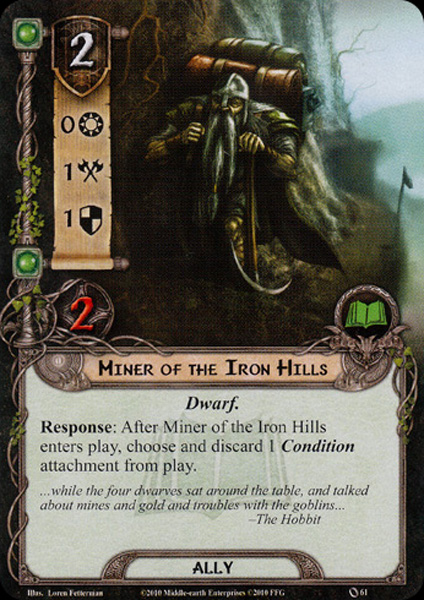 2
0
1
1
2
MINER OF THE IRON HILLS
Dwarf.
Response: After Miner of the Iron Hills
enters play, choose and discard 1 Condition
attachment from play.
...while the four dwarves sat around the table, and talked
about mines and gold and troubles with the goblins...
–The Hobbit
ALLY
Illus. Loren Fetterman ©2010 Middle-earth Enterprises ©2010 FFG 61